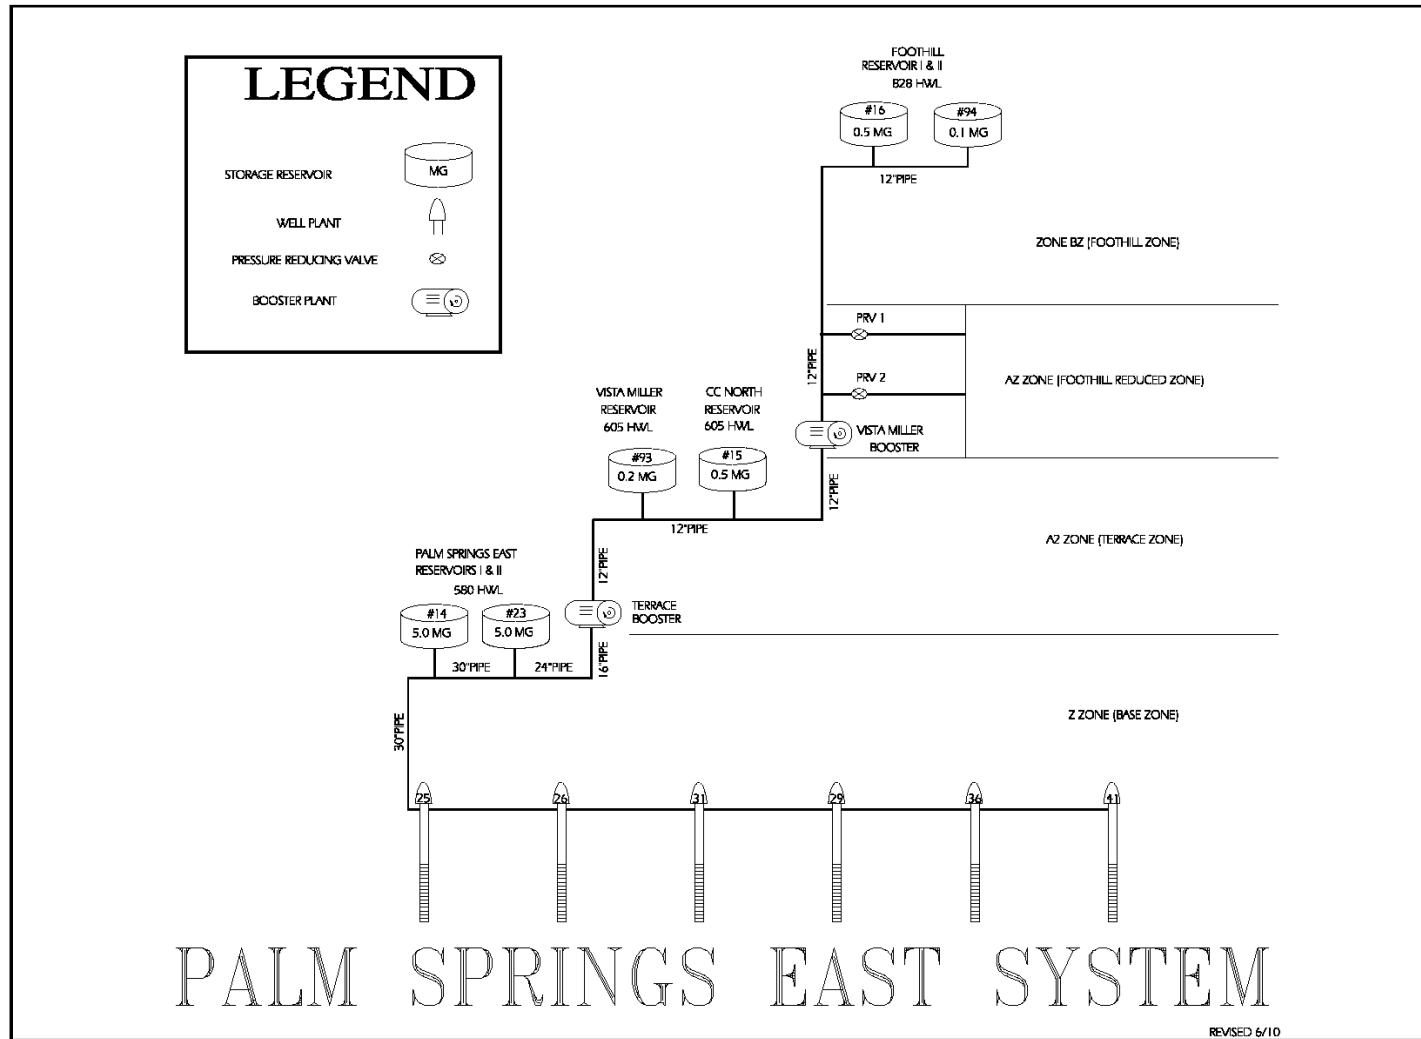 LEGEND
STORAGE RESERVOIR
MG
WELL PLANT
PRESSURE REDUCING VALVE
BOOSTER PLANT
FOOTHILL
RESERVOIR I & II
828 HWL
#16
0.5 MG
#94
0.1 MG
12"PIPE
ZONE BZ (FOOTHILL ZONE)
PRV 1
12"PIPE
PRV 2
AZ ZONE (FOOTHILL REDUCED ZONE)
VISTA MILLER
BOOSTER
VISTA MILLER
RESERVOIR
605 HWL
CC NORTH
RESERVOIR
605 HWL
#93
0.2 MG
#15
0.5 MG
12"PIPE
12"PIPE
A2 ZONE (TERRACE ZONE)
PALM SPRINGS EAST
RESERVOIRS I & II
580 HWL
12"PIPE
#14
5.0 MG
#23
5.0 MG
TERRACE
BOOSTER
30"PIPE
24"PIPE
16"PIPE
30"PIPE
Z ZONE (BASE ZONE)
25
26
31
29
36
41
PALM SPRINGS EAST SYSTEM
REVISED 6/10